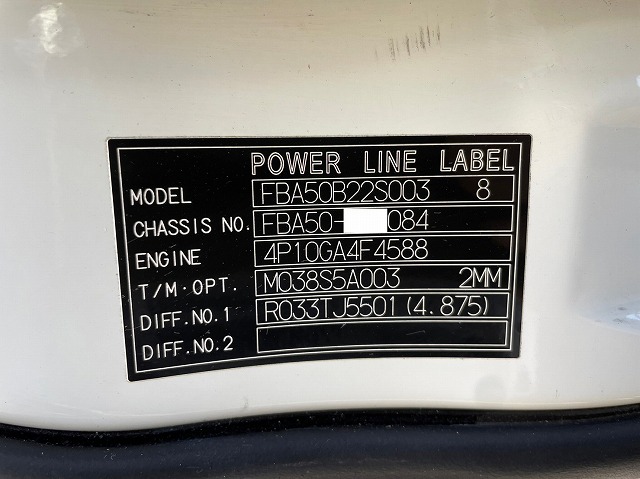 POWER LINE LABEL
MODEL FBA50B22S003 8
CHASSIS NO. FBA50- 084
ENGINE 4P10GA4F4588
T/M·OPT. M038S5A003 2MM
DIFF.NO.1 R033TJ5501(4.875)
DIFF.NO.2